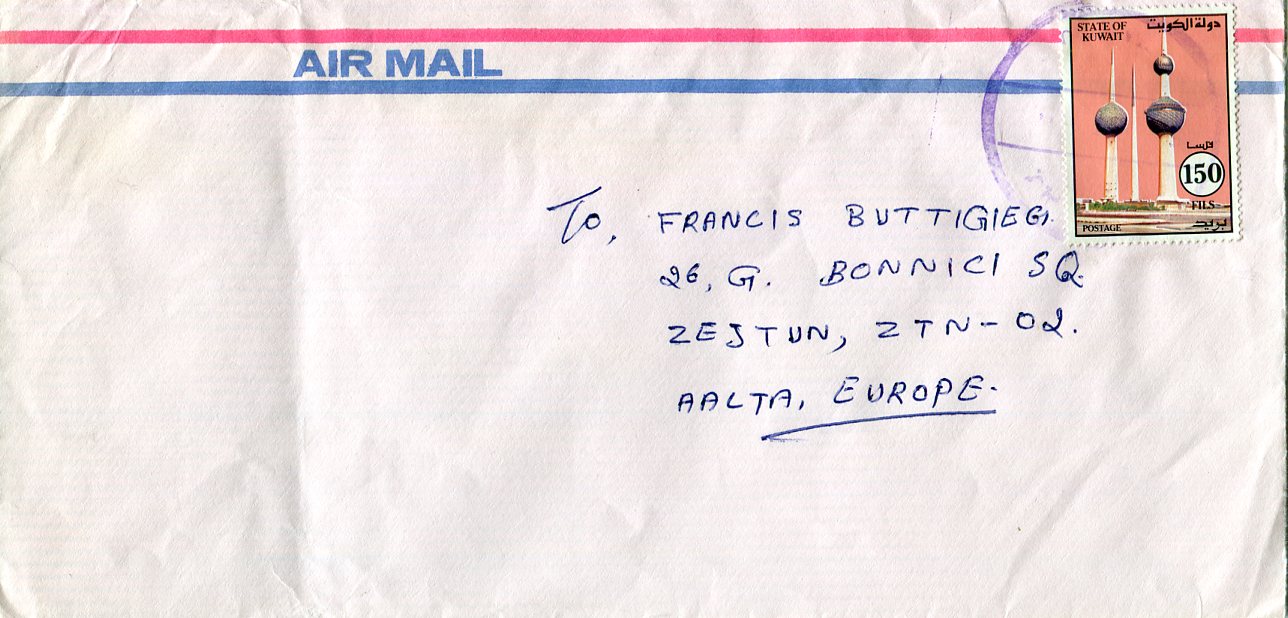 AIR MAIL
STATE OF KUWAIT دولة الكويت
فلسا
150
FILS
POSTAGE بريد
To, FRANCIS BUTTIGIEG.
26, G. BONNICI SQ.
ZEJTUN, ZTN-02.
AALTA, EUROPE.